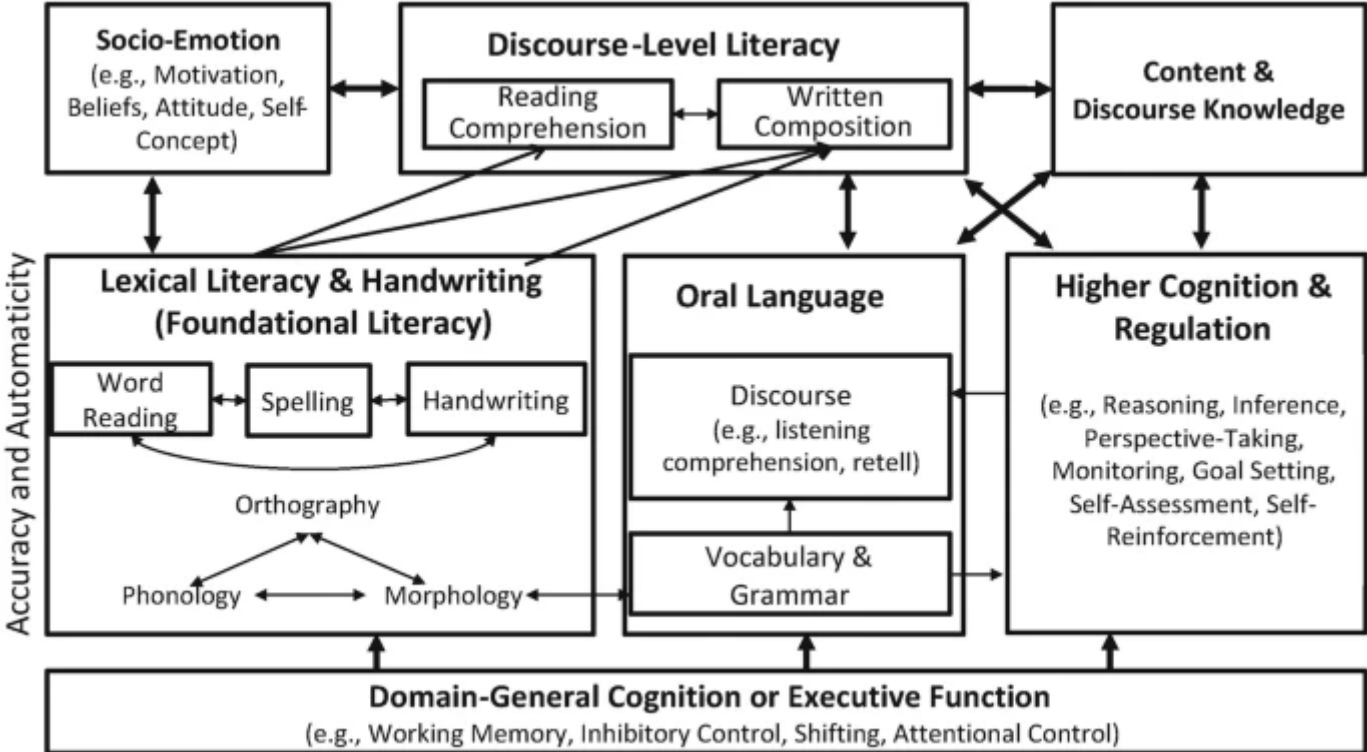 Socio-Emotion
(e.g., Motivation,
Beliefs, Attitude, Self-
Concept)
Discourse-Level Literacy
Reading
Comprehension
Written
Composition
Content &
Discourse Knowledge
Accuracy and Automaticity
Lexical Literacy & Handwriting
(Foundational Literacy)
Word
Reading
Spelling
Handwriting
Orthography
Phonology
Morphology
Oral Language
Discourse
(e.g., listening
comprehension, retell)
Vocabulary &
Grammar
Higher Cognition &
Regulation
(e.g., Reasoning, Inference,
Perspective-Taking,
Monitoring, Goal Setting,
Self-Assessment, Self-
Reinforcement)
Domain-General Cognition or Executive Function
(e.g., Working Memory, Inhibitory Control, Shifting, Attentional Control)